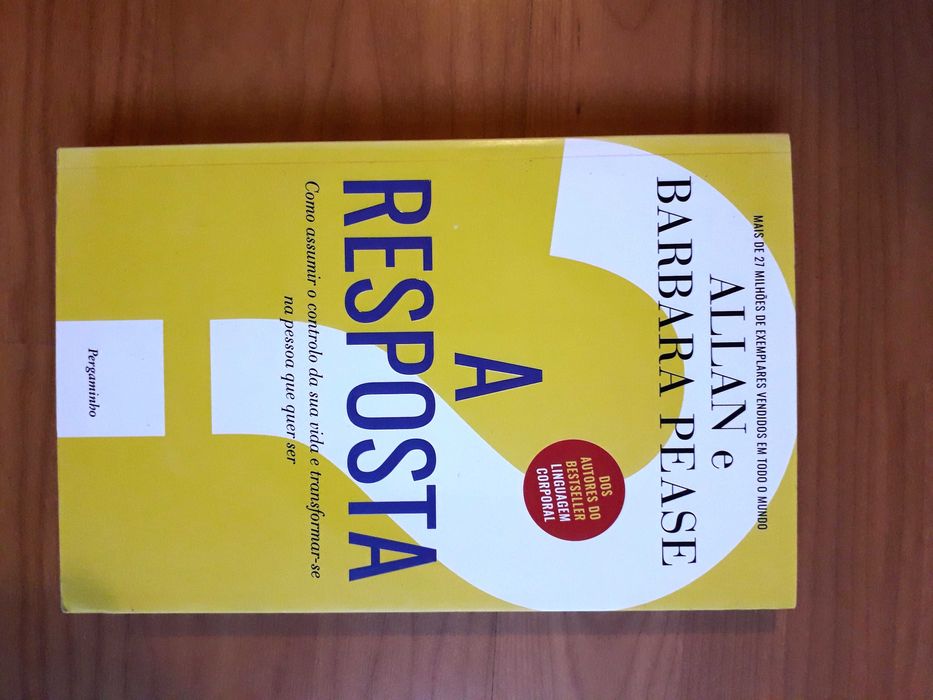 MAIS DE 27 MILHÕES DE EXEMPLARES VENDIDOS EM TODO O MUNDO
ALLAN e
BARBARA PEASE
DOS
AUTORES DO
BESTSELLER
LINGUAGEM
CORPORAL
A
RESPOSTA
Como assumir o controlo da sua vida e transformar-se
na pessoa que quer ser
Pergaminho